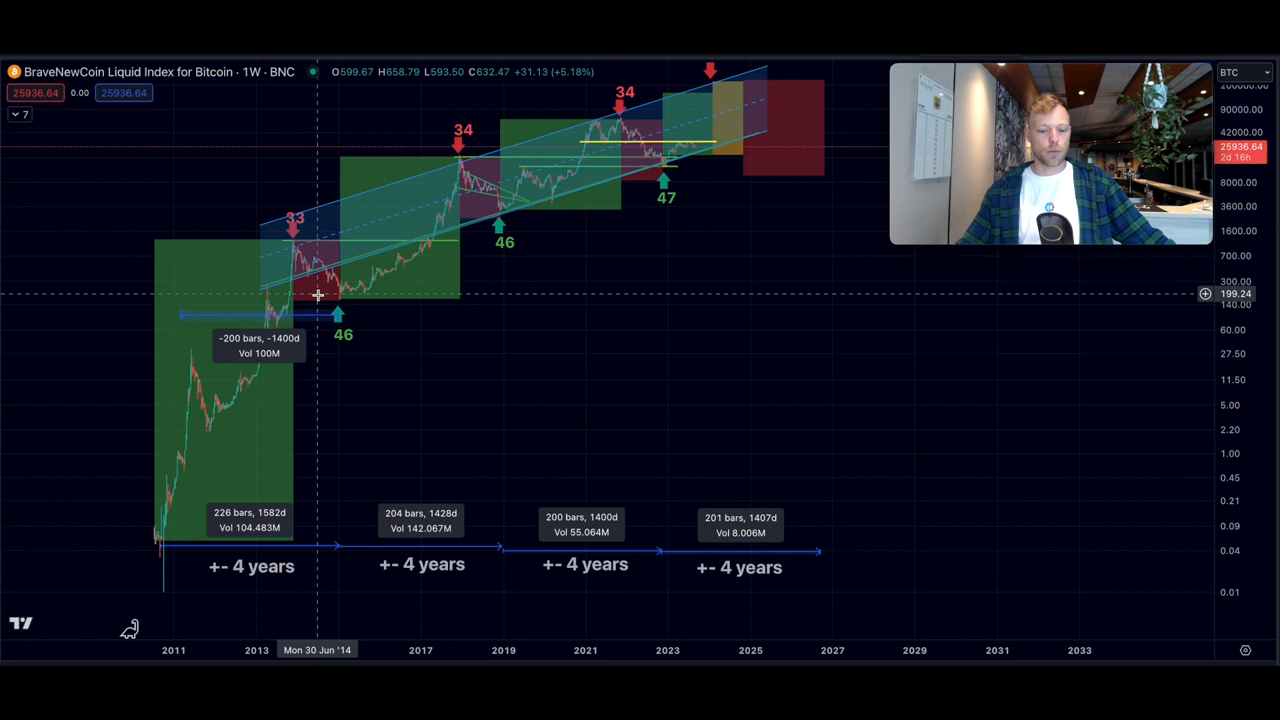 BraveNewCoin Liquid Index for Bitcoin · 1W · BNC
O599.67 H658.79 L593.50 C632.47 +31.13 (+5.18%)
25936.64 0.00 25936.64
7
BTC
200000.00
90000.00
42000.00
25936.64
2d 16h
8000.00
3600.00
1600.00
700.00
300.00
199.24
140.00
60.00
27.50
11.50
5.00
2.20
1.00
0.45
0.21
0.09
0.04
0.01
33
34
34
46
46
47
-200 bars, -1400d
Vol 100M
226 bars, 1582d
Vol 104.483M
204 bars, 1428d
Vol 142.067M
200 bars, 1400d
Vol 55.064M
201 bars, 1407d
Vol 8.006M
+- 4 years
+- 4 years
+- 4 years
+- 4 years
2011 2013 Mon 30 Jun '14 2017 2019 2021 2023 2025 2027 2029 2031 2033